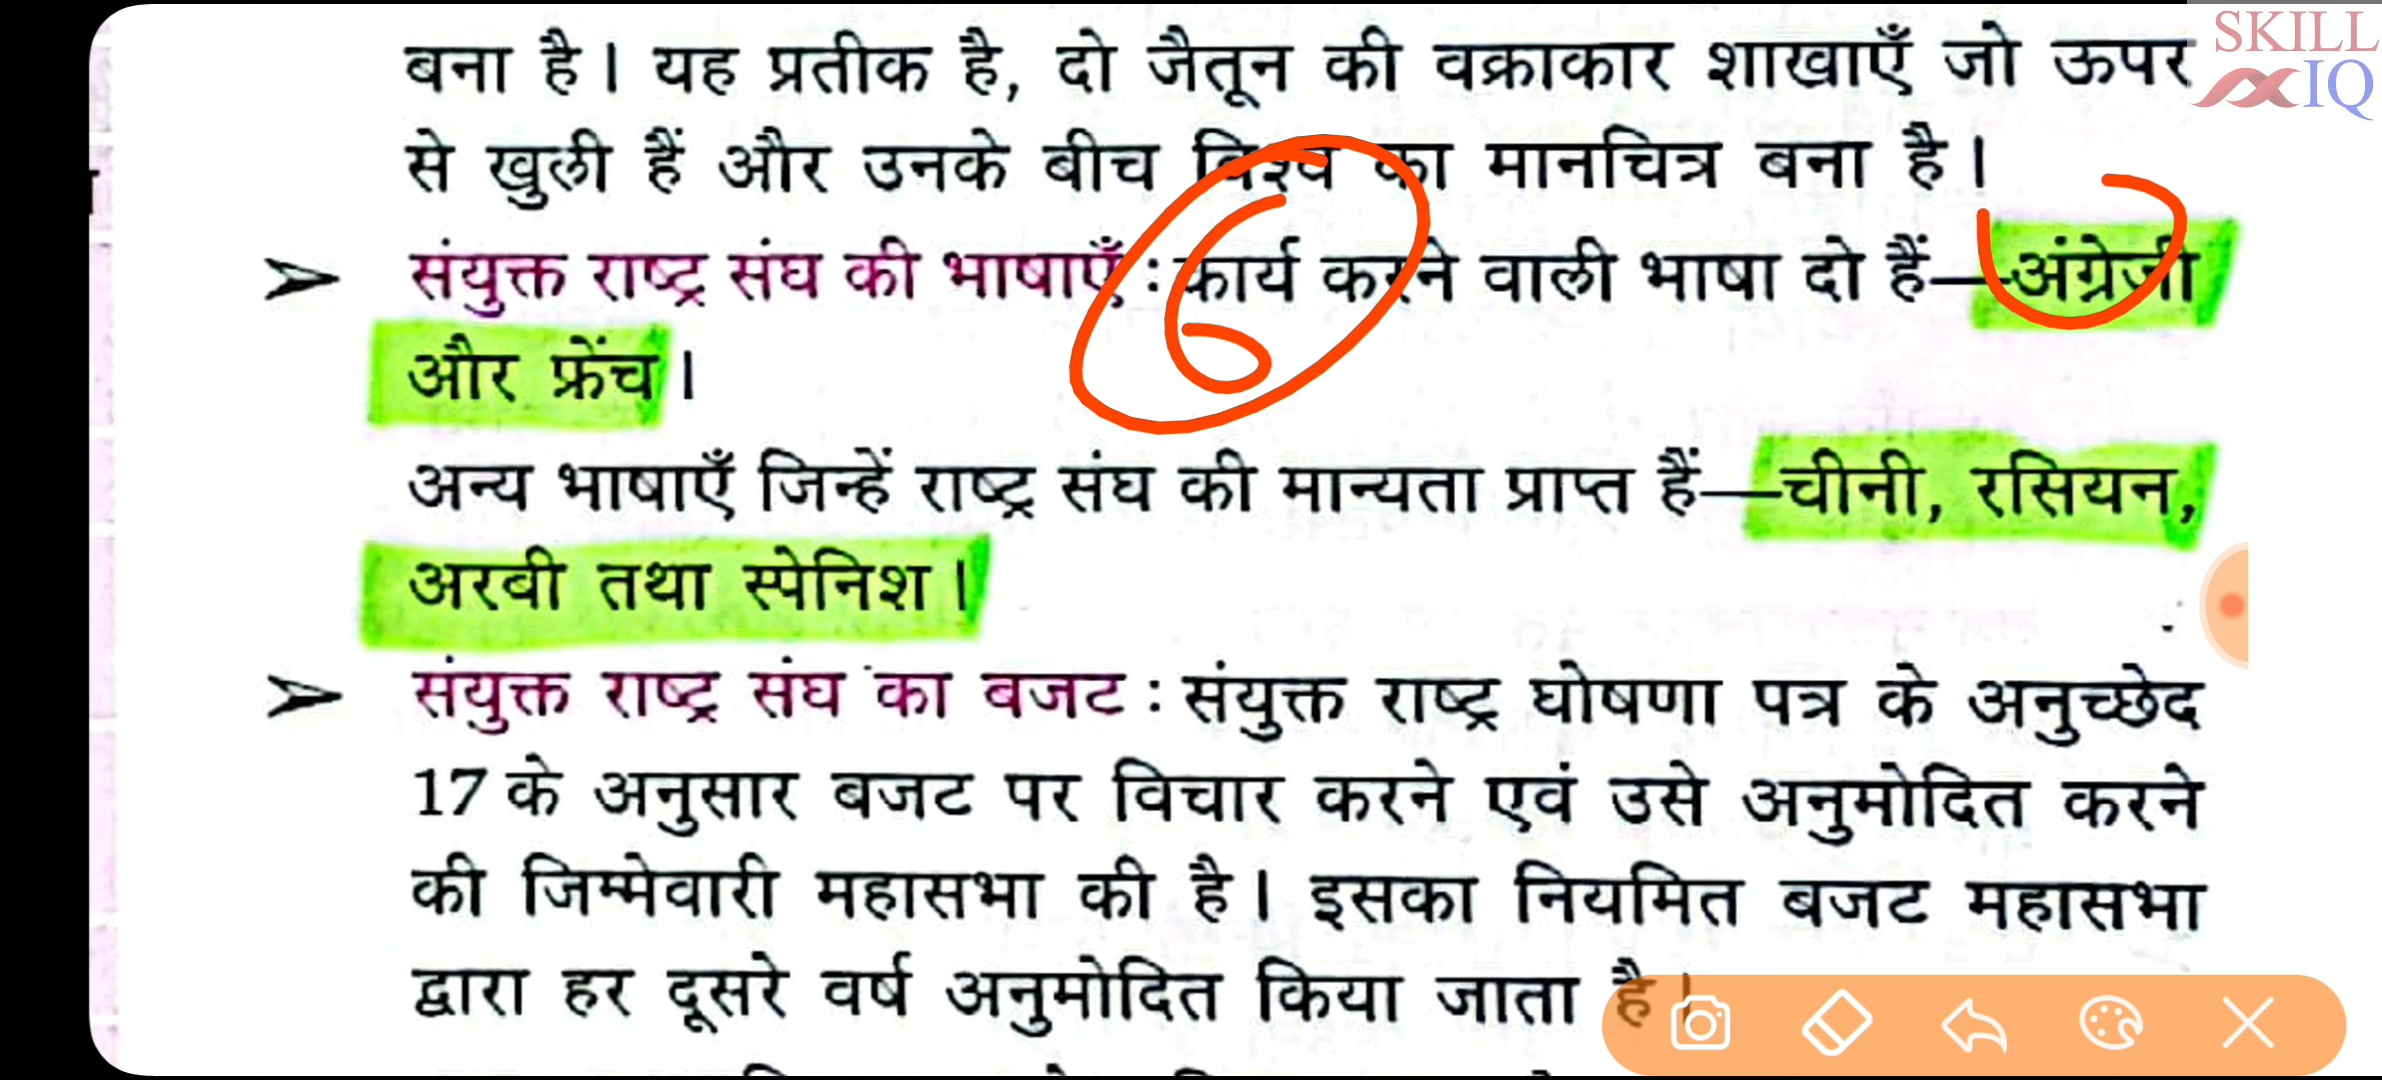 SKILL
IQ
बना है। यह प्रतीक है, दो जैतून की वक्राकार शाखाएँ जो ऊपर
से खुली हैं और उनके बीच विश्व का मानचित्र बना है।
➤ संयुक्त राष्ट्र संघ की भाषाएँ : कार्य करने वाली भाषा दो हैं—अंग्रेजी
और फ्रेंच।
6
अन्य भाषाएँ जिन्हें राष्ट्र संघ की मान्यता प्राप्त हैं—चीनी, रसियन,
अरबी तथा स्पेनिश।
➤ संयुक्त राष्ट्र संघ का बजट : संयुक्त राष्ट्र घोषणा पत्र के अनुच्छेद
17 के अनुसार बजट पर विचार करने एवं उसे अनुमोदित करने
की जिम्मेवारी महासभा की है। इसका नियमित बजट महासभा
द्वारा हर दूसरे वर्ष अनुमोदित किया जाता है।